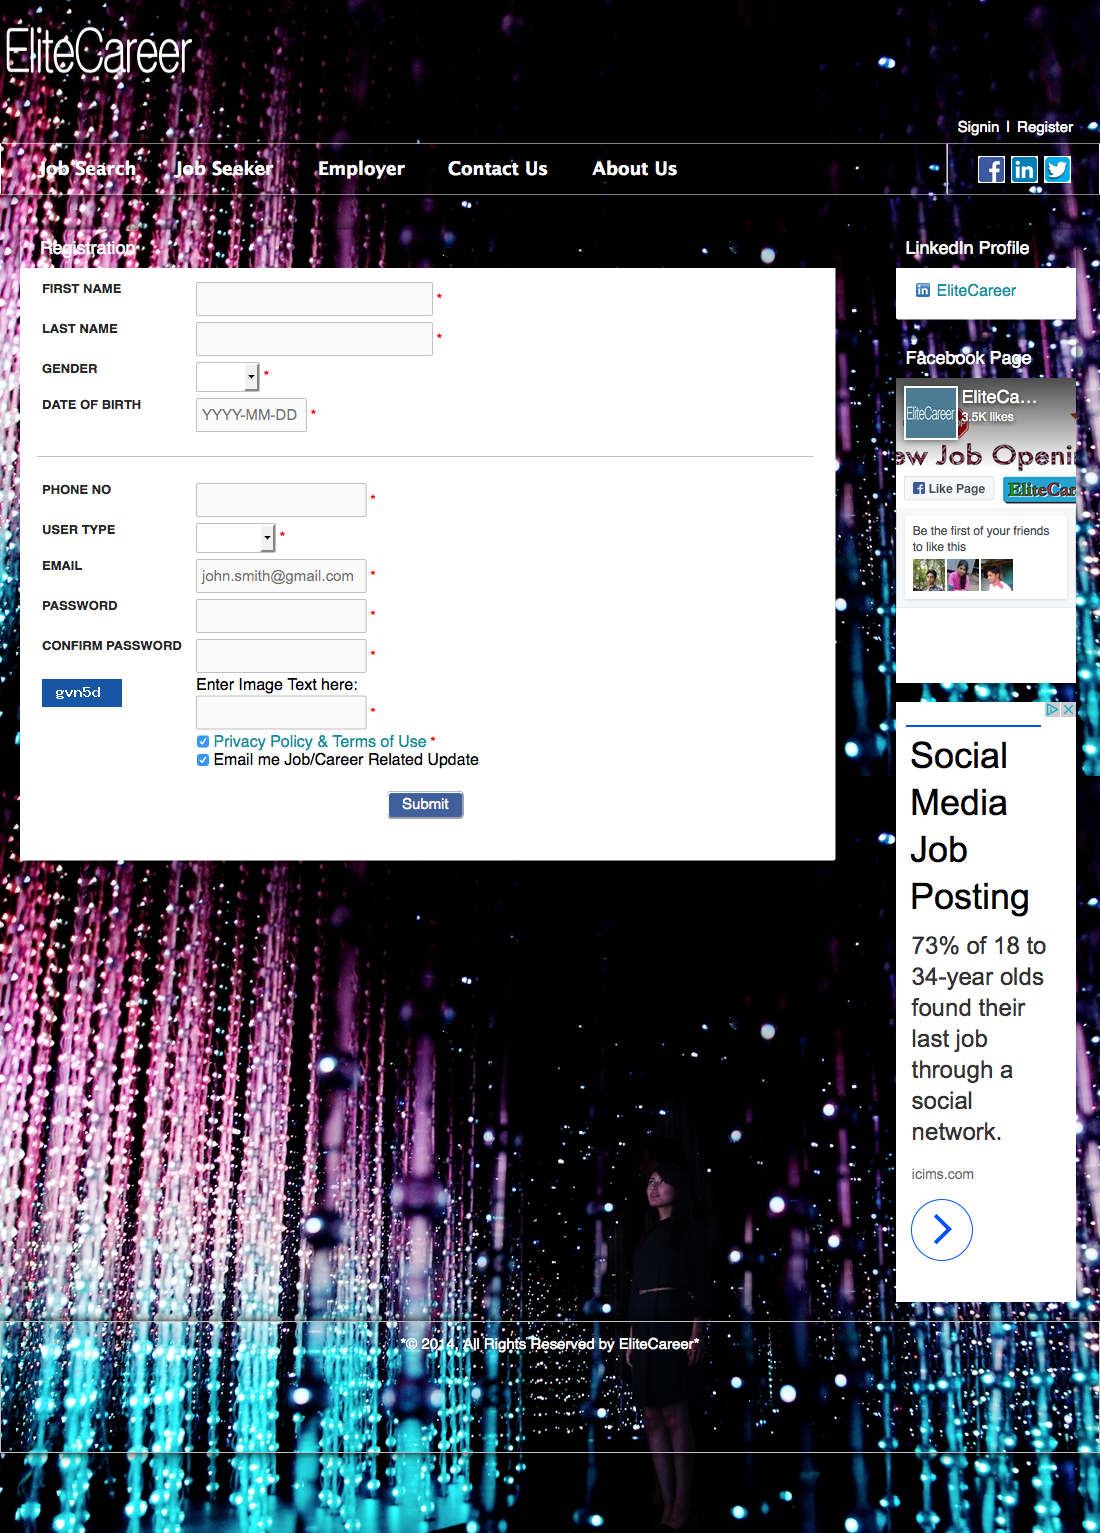 EliteCareer
Signin | Register
Job Search Job Seeker Employer Contact Us About Us
Registration
FIRST NAME *
LAST NAME *
GENDER *
DATE OF BIRTH YYYY-MM-DD *
PHONE NO *
USER TYPE *
EMAIL john.smith@gmail.com *
PASSWORD *
CONFIRM PASSWORD *
gvn5d Enter Image Text here:
*
Privacy Policy & Terms of Use *
Email me Job/Career Related Update
Submit
LinkedIn Profile
EliteCareer
Facebook Page
EliteCareer
EliteCa...
3.5K likes
ew Job Openi
Like Page
EliteCar
Be the first of your friends
to like this
Social
Media
Job
Posting
73% of 18 to
34-year olds
found their
last job
through a
social
network.
icims.com
*© 2014, All Rights Reserved by EliteCareer*